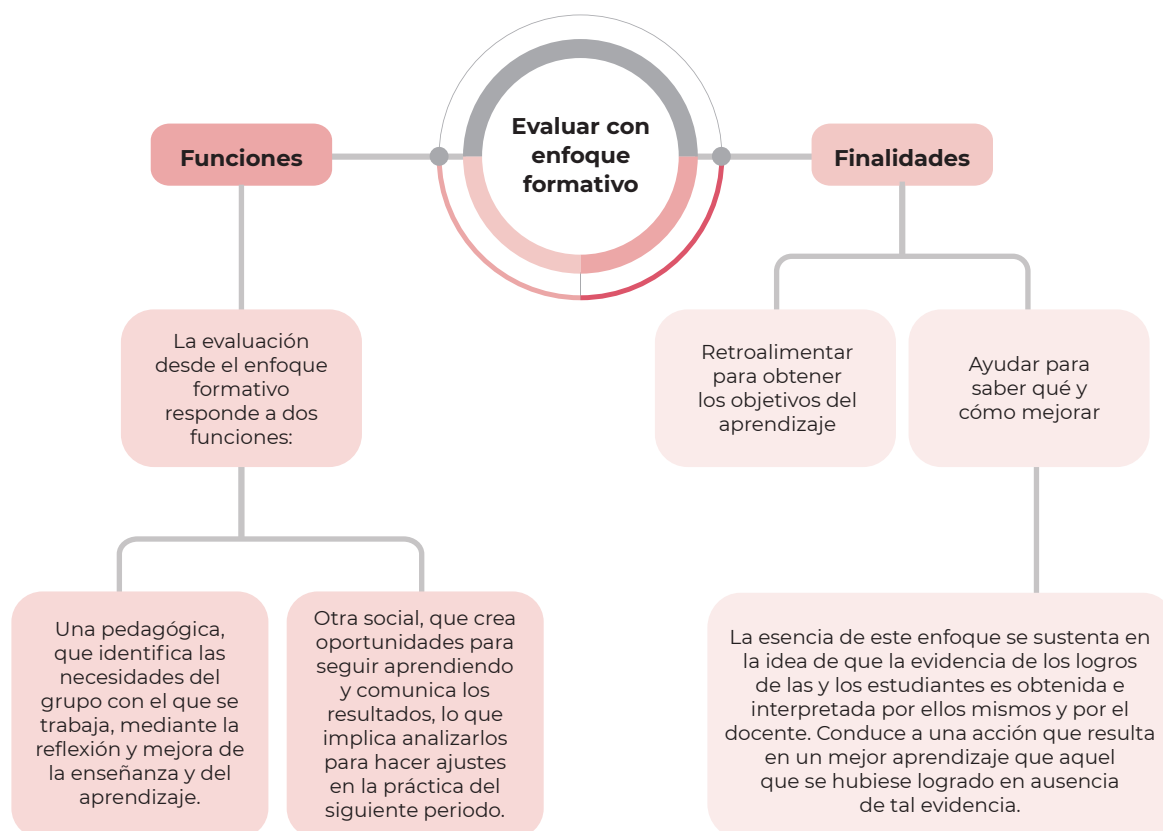 Evaluar con
enfoque
formativo
Funciones
Finalidades
La evaluación
desde el enfoque
formativo
responde a dos
funciones:
Retroalimentar
para obtener
los objetivos del
aprendizaje
Ayudar para
saber qué y
cómo mejorar
Una pedagógica,
que identifica las
necesidades del
grupo con el que se
trabaja, mediante la
reflexión y mejora de
la enseñanza y del
aprendizaje.
Otra social, que crea
oportunidades para
seguir aprendiendo
y comunica los
resultados, lo que
implica analizarlos
para hacer ajustes
en la práctica del
siguiente periodo.
La esencia de este enfoque se sustenta en
la idea de que la evidencia de los logros
de las y los estudiantes es obtenida e
interpretada por ellos mismos y por el
docente. Conduce a una acción que resulta
en un mejor aprendizaje que aquel
que se hubiese logrado en ausencia
de tal evidencia.